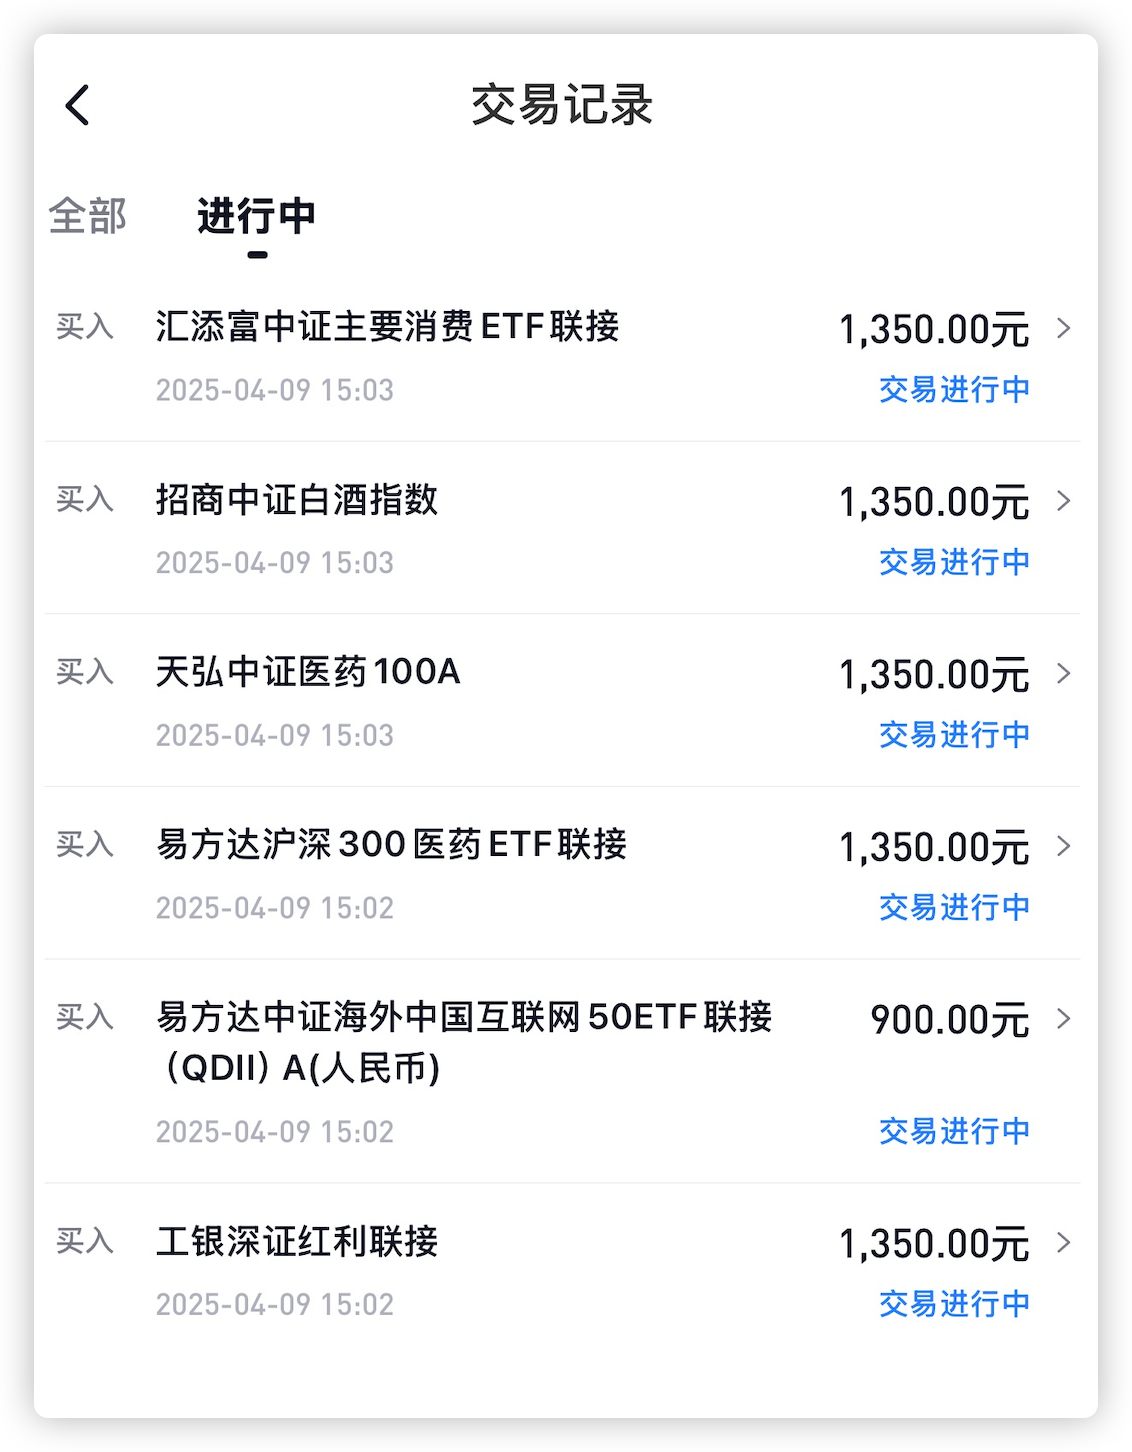 交易记录
全部 进行中
买入 汇添富中证主要消费ETF联接 1,350.00元
2025-04-09 15:03 交易进行中
买入 招商中证白酒指数 1,350.00元
2025-04-09 15:03 交易进行中
买入 天弘中证医药100A 1,350.00元
2025-04-09 15:03 交易进行中
买入 易方达沪深300医药ETF联接 1,350.00元
2025-04-09 15:02 交易进行中
买入 易方达中证海外中国互联网50ETF联接 900.00元
（QDII）A(人民币)
2025-04-09 15:02 交易进行中
买入 工银深证红利联接 1,350.00元
2025-04-09 15:02 交易进行中